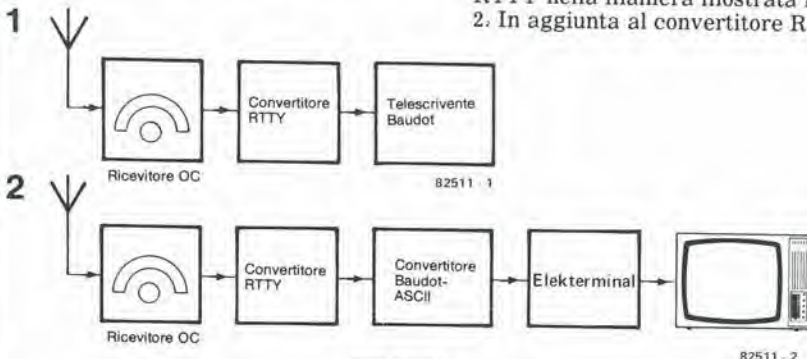 RTTY nella maniera mostrata
2. In aggiunta al convertitore R
1
Convertitore
RTTY
Telescrivente
Baudot
Ricevitore OC
82511 - 1
2
Convertitore
RTTY
Convertitore
Baudot-
ASCII
Elekterminal
Ricevitore OC
82511 - 2